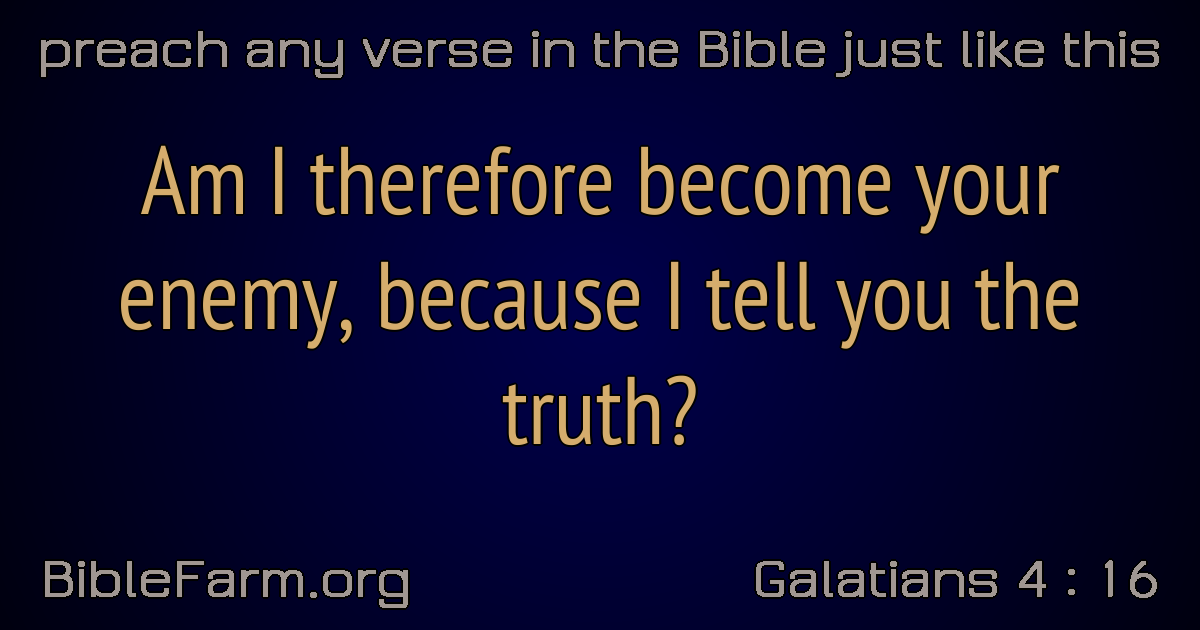 preach any verse in the Bible just like this
Am I therefore become your
enemy, because I tell you the
truth?
BibleFarm.org
Galatians 4 : 16